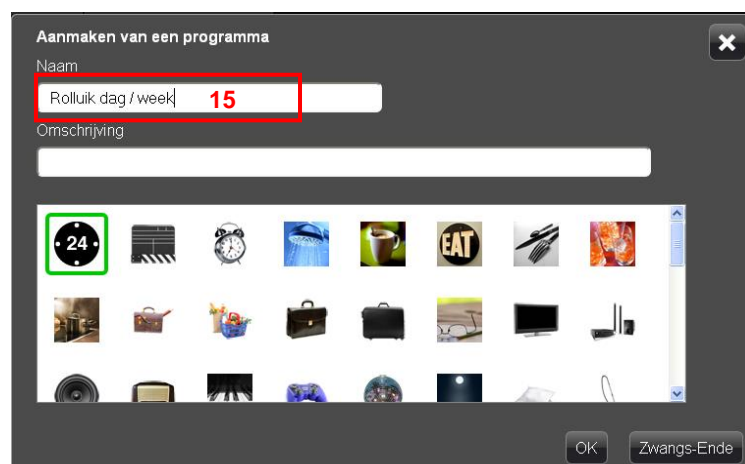 Aanmaken van een programma
Naam
Rolluik dag / week 15
Omschrijving
24
EAT
OK Zwangs-Ende